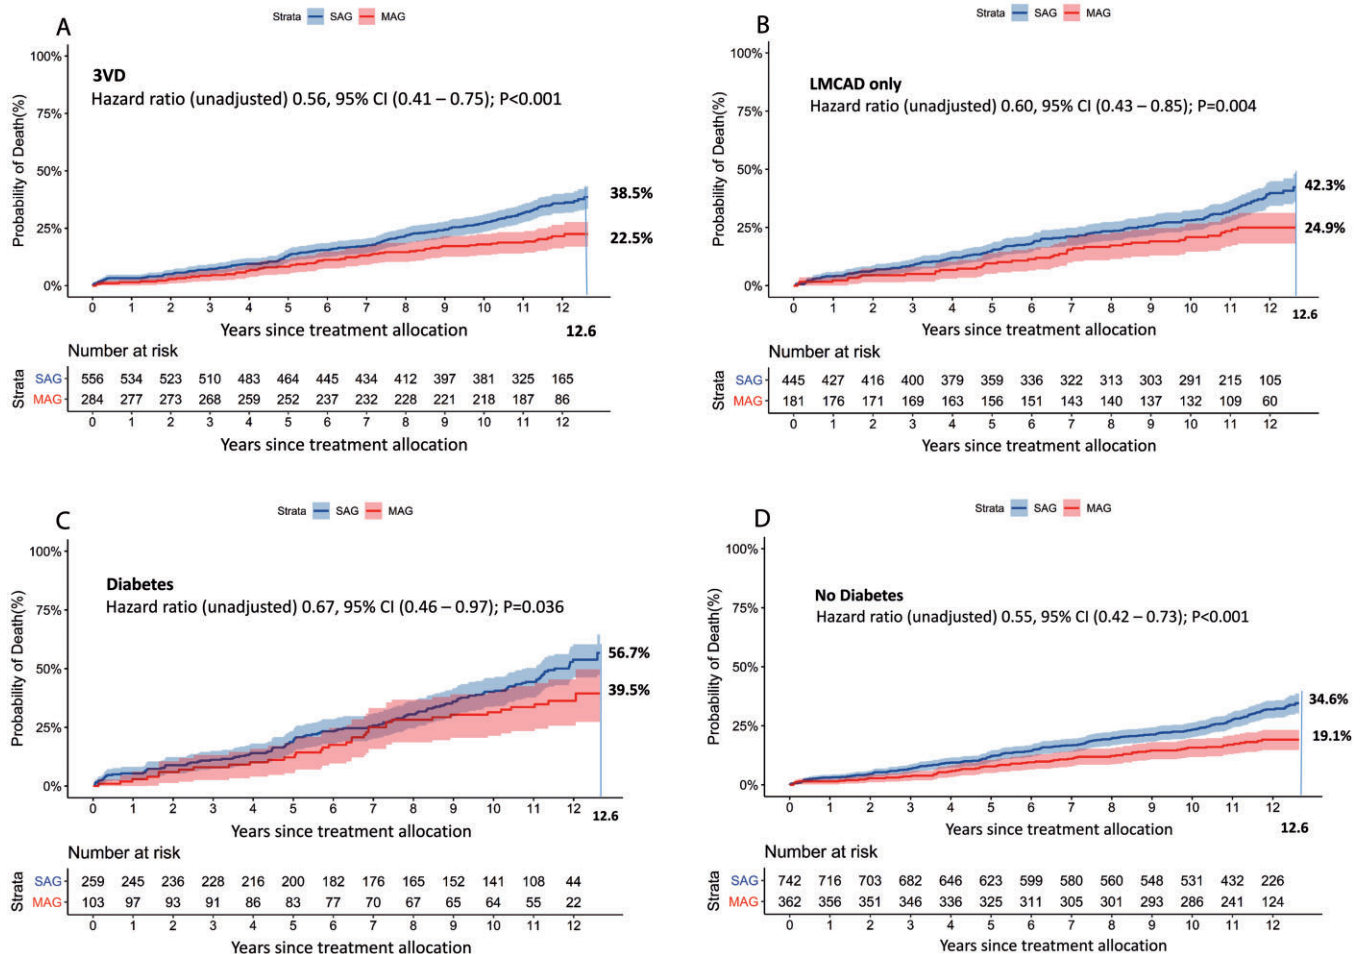 A
Strata SAG MAG
100%
75%
50%
25%
0%
Probability of Death(%)
3VD
Hazard ratio (unadjusted) 0.56, 95% CI (0.41 – 0.75); P<0.001
38.5%
22.5%
0 1 2 3 4 5 6 7 8 9 10 11 12
Years since treatment allocation
12.6
Number at risk
Strata
SAG 556 534 523 510 483 464 445 434 412 397 381 325 165
MAG 284 277 273 268 259 252 237 232 228 221 218 187 86
0 1 2 3 4 5 6 7 8 9 10 11 12
Years since treatment allocation
B
Strata SAG MAG
100%
75%
50%
25%
0%
Probability of Death(%)
LMCAD only
Hazard ratio (unadjusted) 0.60, 95% CI (0.43 – 0.85); P=0.004
42.3%
24.9%
0 1 2 3 4 5 6 7 8 9 10 11 12
12.6
Years since treatment allocation
Number at risk
Strata
SAG 445 427 416 400 379 359 336 322 313 303 291 215 105
MAG 181 176 171 169 163 156 151 143 140 137 132 109 60
0 1 2 3 4 5 6 7 8 9 10 11 12
Years since treatment allocation
C
Strata SAG MAG
100%
75%
50%
25%
0%
Probability of Death(%)
Diabetes
Hazard ratio (unadjusted) 0.67, 95% CI (0.46 – 0.97); P=0.036
56.7%
39.5%
0 1 2 3 4 5 6 7 8 9 10 11 12
12.6
Years since treatment allocation
Number at risk
Strata
SAG 259 245 236 228 216 200 182 176 165 152 141 108 44
MAG 103 97 93 91 86 83 77 70 67 65 64 55 22
0 1 2 3 4 5 6 7 8 9 10 11 12
Years since treatment allocation
D
Strata SAG MAG
100%
75%
50%
25%
0%
Probability of Death(%)
No Diabetes
Hazard ratio (unadjusted) 0.55, 95% CI (0.42 – 0.73); P<0.001
34.6%
19.1%
0 1 2 3 4 5 6 7 8 9 10 11 12
Years since treatment allocation
12.6
Number at risk
Strata
SAG 742 716 703 682 646 623 599 580 560 548 531 432 226
MAG 362 356 351 346 336 325 311 305 301 293 286 241 124
0 1 2 3 4 5 6 7 8 9 10 11 12
Years since treatment allocation